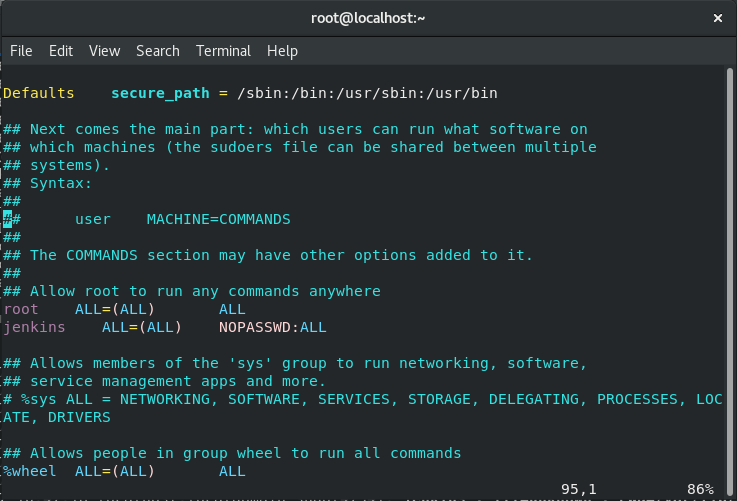 root@localhost:~
File Edit View Search Terminal Help
Defaults    secure_path = /sbin:/bin:/usr/sbin:/usr/bin
## Next comes the main part: which users can run what software on
## which machines (the sudoers file can be shared between multiple
## systems).
## Syntax:
##
##      user    MACHINE=COMMANDS
##
## The COMMANDS section may have other options added to it.
##
## Allow root to run any commands anywhere
root    ALL=(ALL)       ALL
jenkins    ALL=(ALL)    NOPASSWD:ALL
## Allows members of the 'sys' group to run networking, software,
## service management apps and more.
# %sys ALL = NETWORKING, SOFTWARE, SERVICES, STORAGE, DELEGATING, PROCESSES, LOC
ATE, DRIVERS
## Allows people in group wheel to run all commands
%wheel  ALL=(ALL)       ALL
95,1          86%